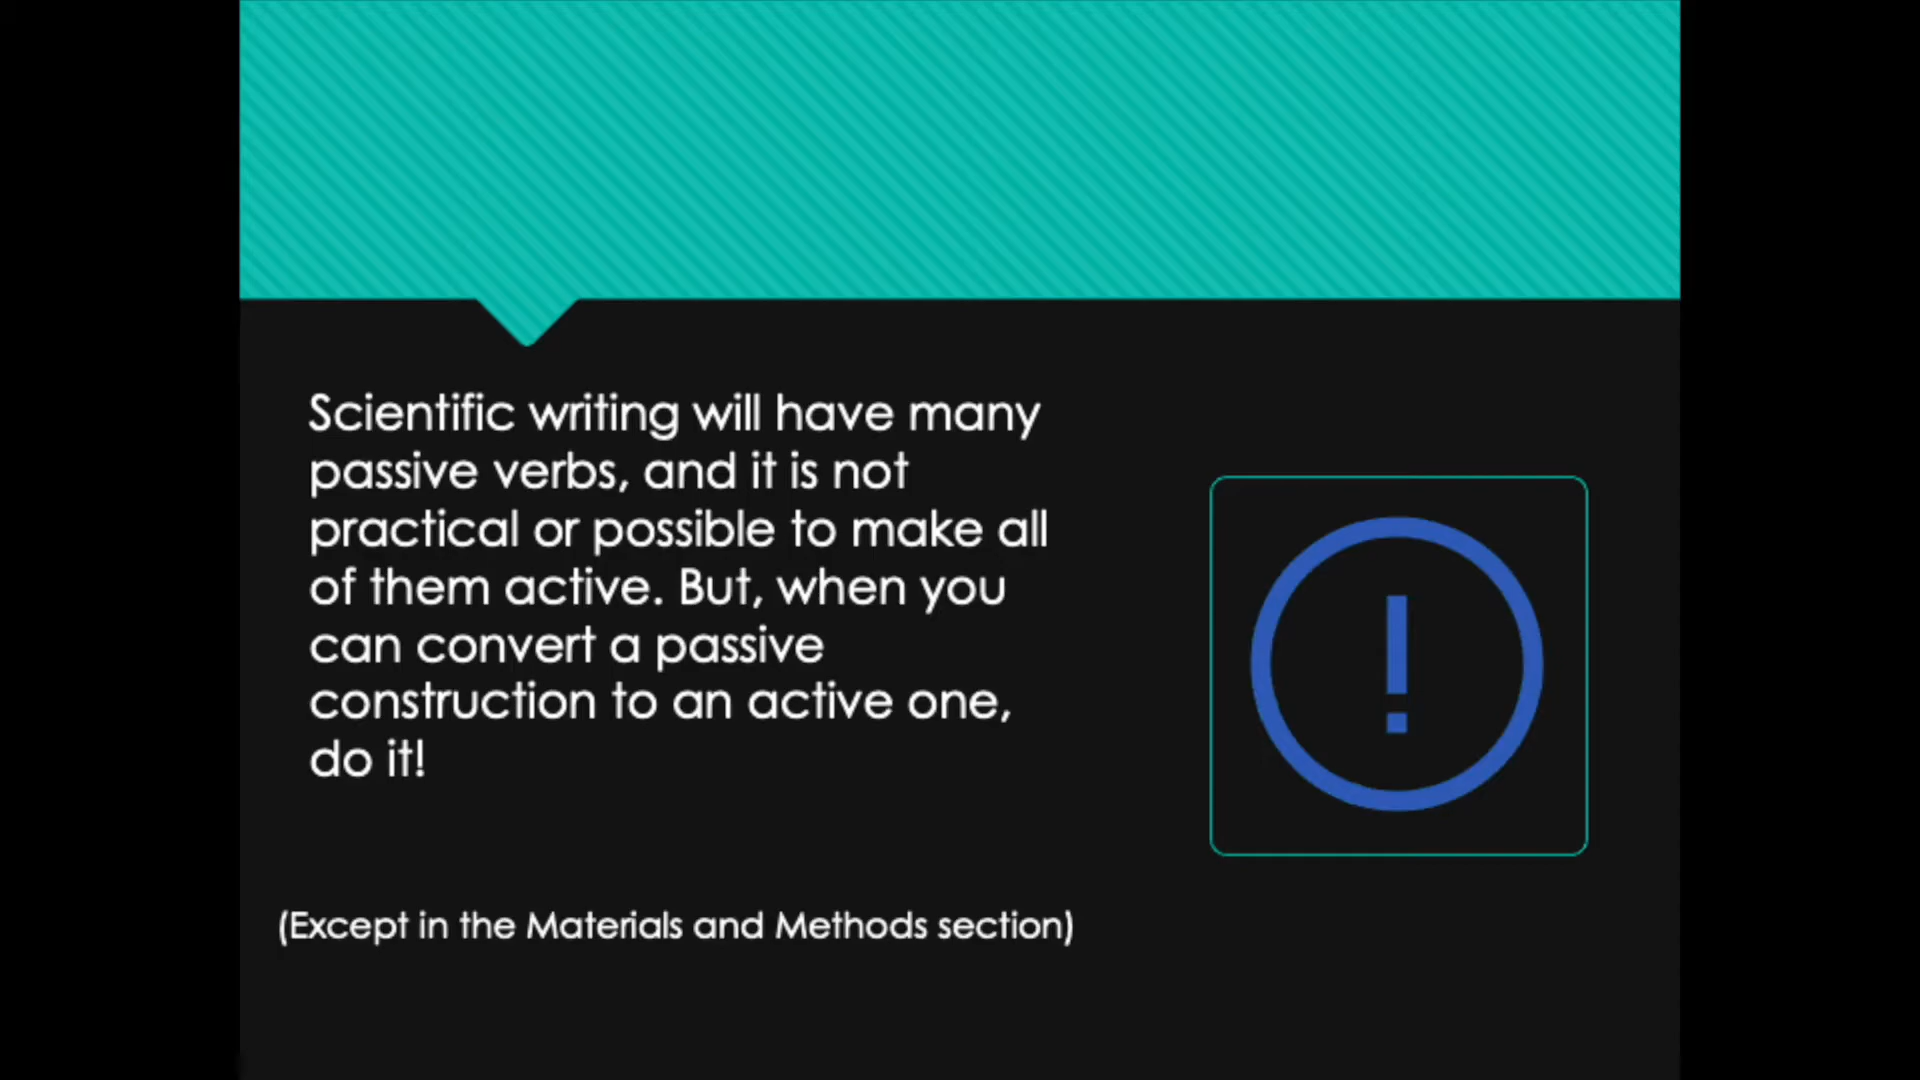 Scientific writing will have many
passive verbs, and it is not
practical or possible to make all
of them active. But, when you
can convert a passive
construction to an active one,
do it!
(Except in the Materials and Methods section)